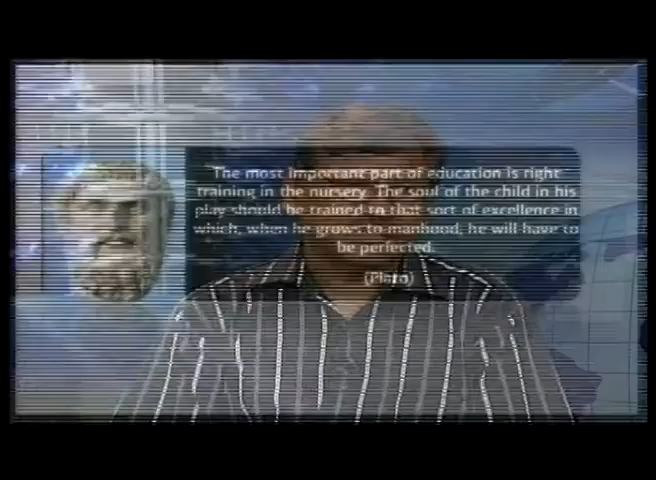 The most important part of education is right
training in the nursery. The soul of the child in his
play should be trained to that sort of excellence in
which, when he grows to manhood, he will have to
be perfected.
(Plato)